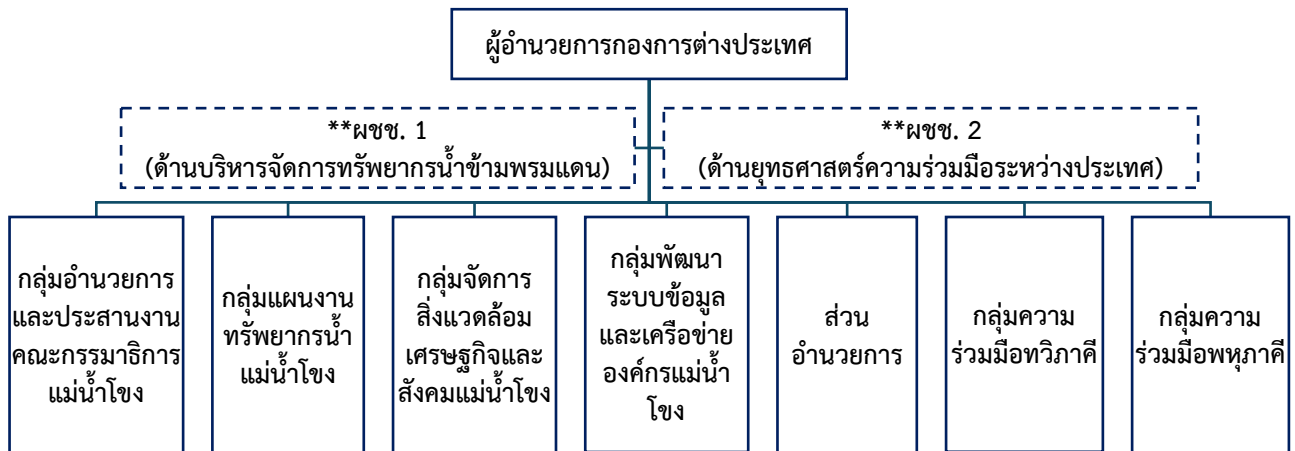 ผู้อำนวยการกองการต่างประเทศ
**ผชช. 1
(ด้านบริหารจัดการทรัพยากรน้ำข้ามพรมแดน)
**ผชช. 2
(ด้านยุทธศาสตร์ความร่วมมือระหว่างประเทศ)
กลุ่มอำนวยการ
และประสานงาน
คณะกรรมาธิการ
แม่น้ำโขง
กลุ่มแผนงาน
ทรัพยากรน้ำ
แม่น้ำโขง
กลุ่มจัดการ
สิ่งแวดล้อม
เศรษฐกิจและ
สังคมแม่น้ำโขง
กลุ่มพัฒนา
ระบบข้อมูล
และเครือข่าย
องค์กรแม่น้ำ
โขง
ส่วน
อำนวยการ
กลุ่มความ
ร่วมมือทวิภาคี
กลุ่มความ
ร่วมมือพหุภาคี